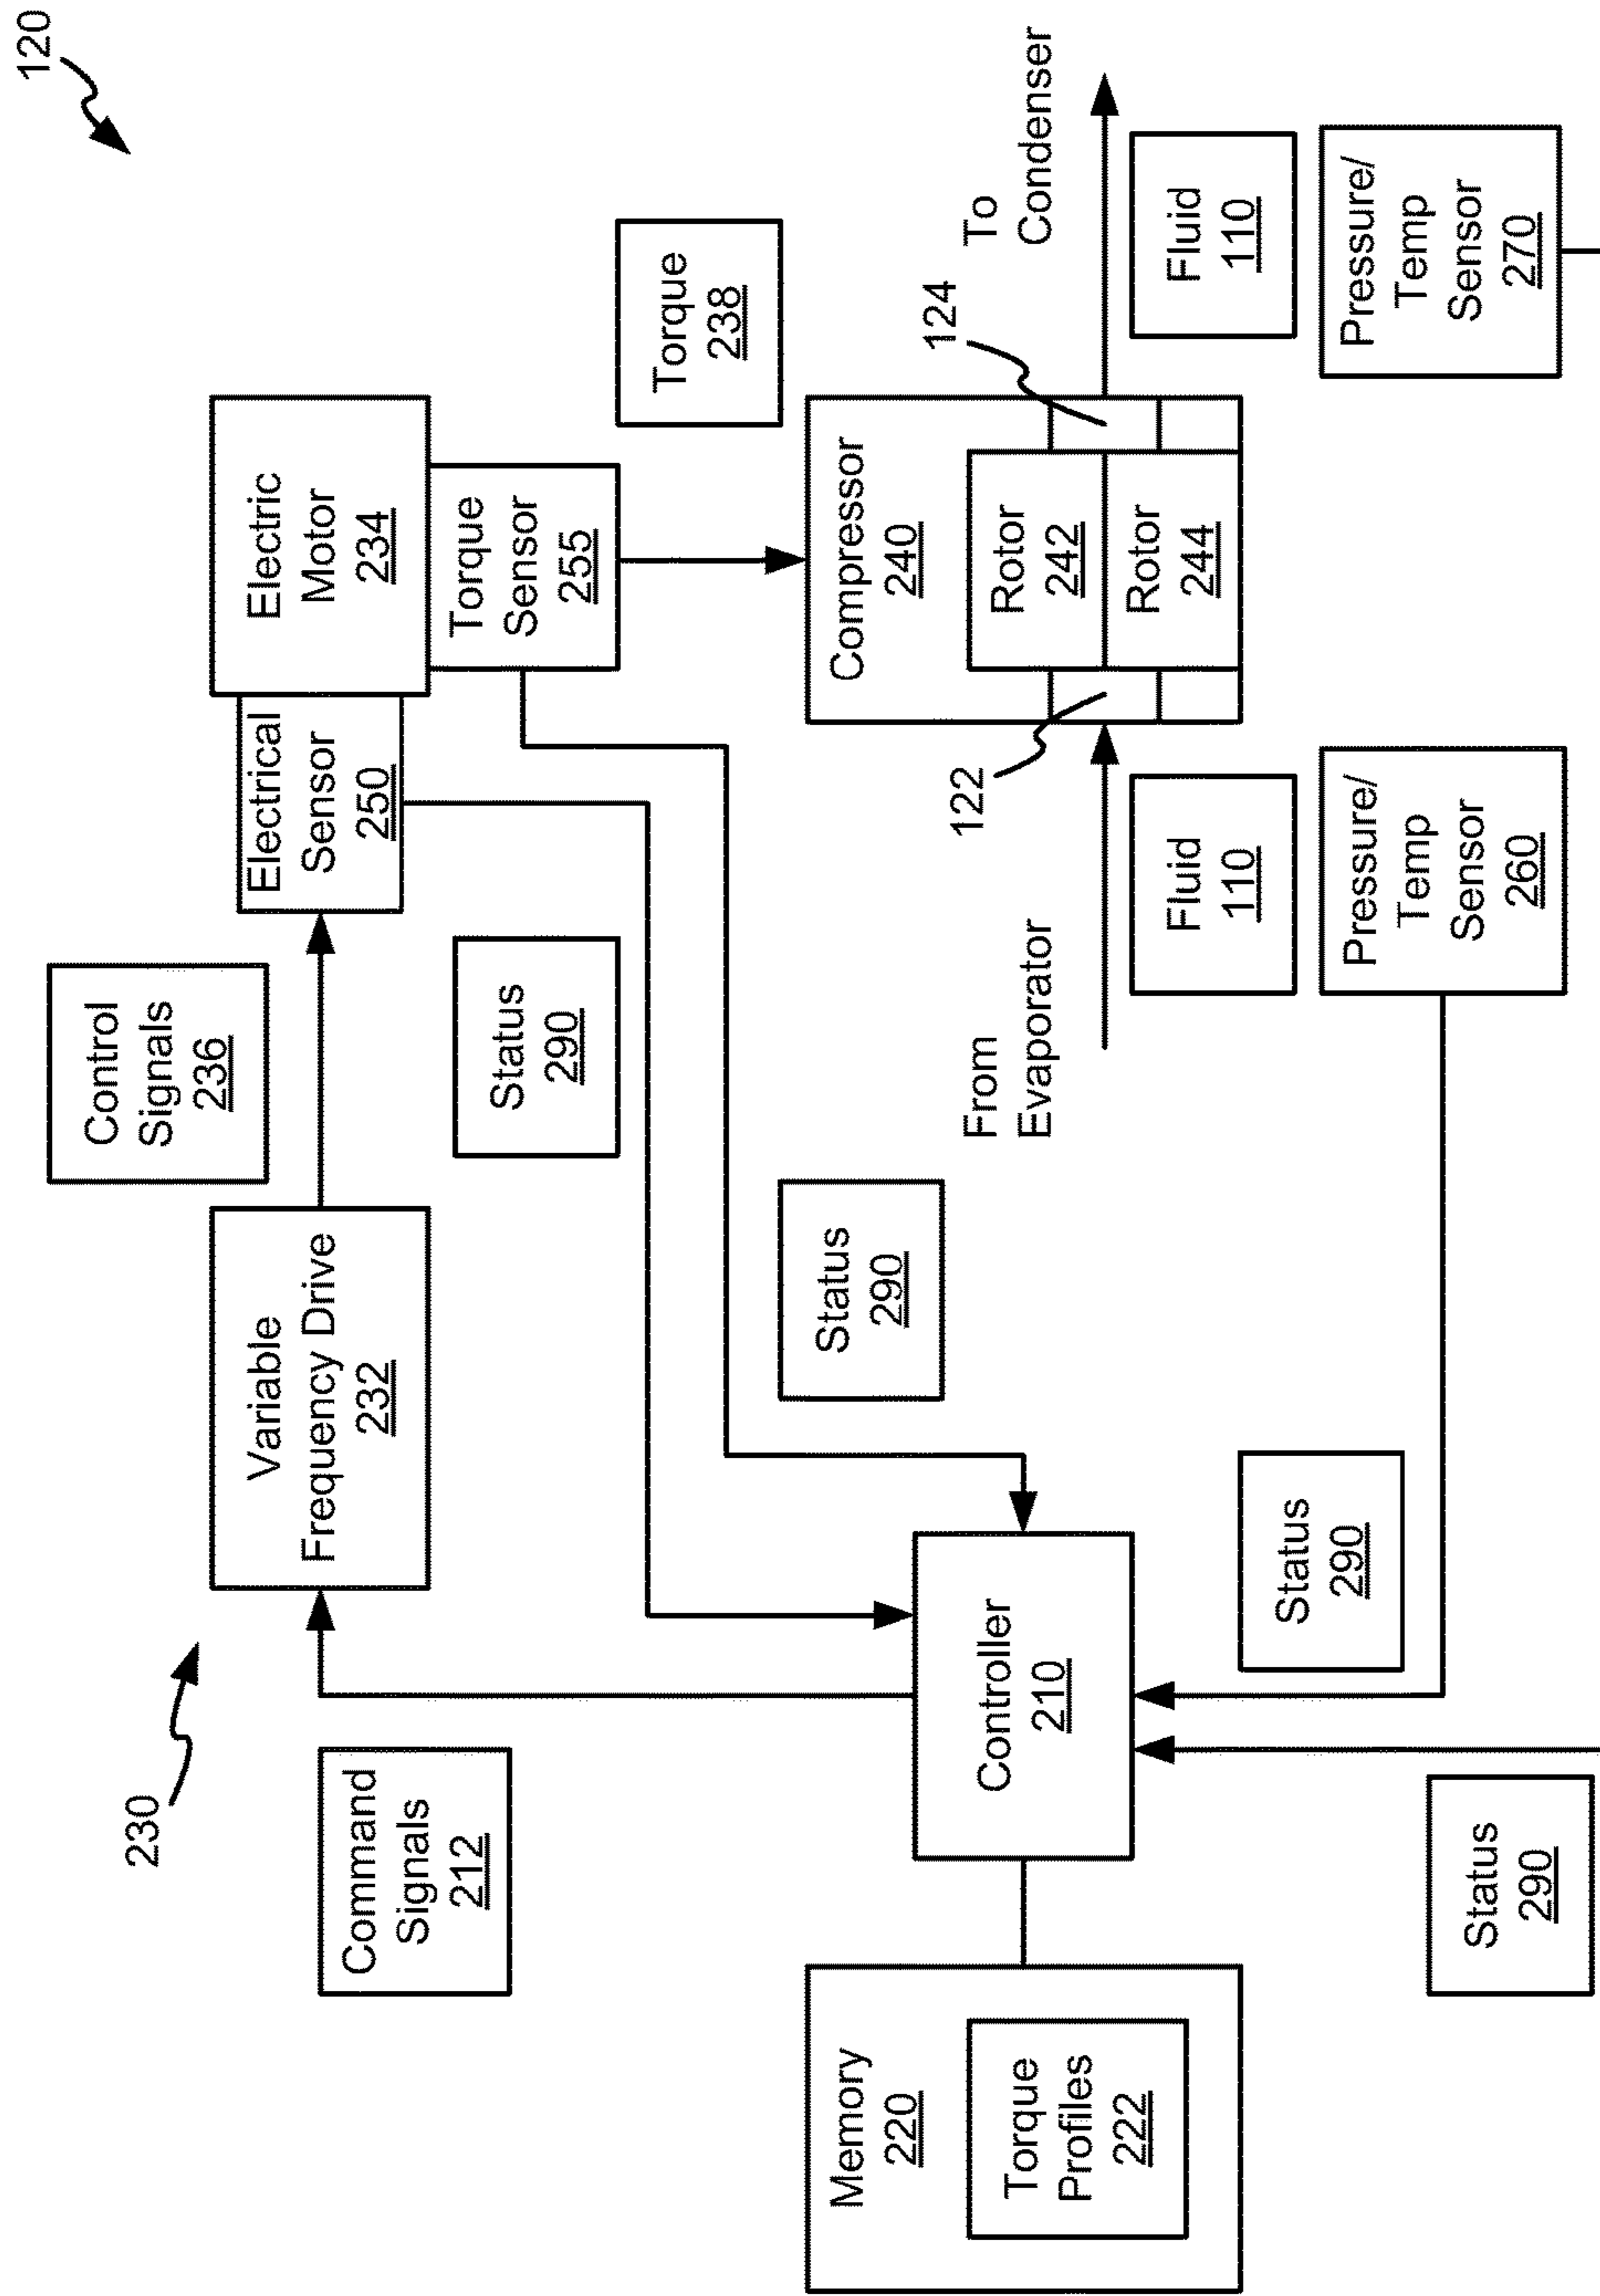 120
230
Control
Signals
236
Variable
Frequency Drive
232
Electrical
Sensor
250
Electric
Motor
234
Command
Signals
212
Status
290
Torque
Sensor
255
Torque
238
Status
290
Memory
220
Torque
Profiles
222
Controller
210
Compressor
240
Rotor
242
Rotor
244
122
124
From
Evaporator
To
Condenser
Fluid
110
Fluid
110
Status
290
Pressure/
Temp
Sensor
260
Pressure/
Temp
Sensor
270
Status
290